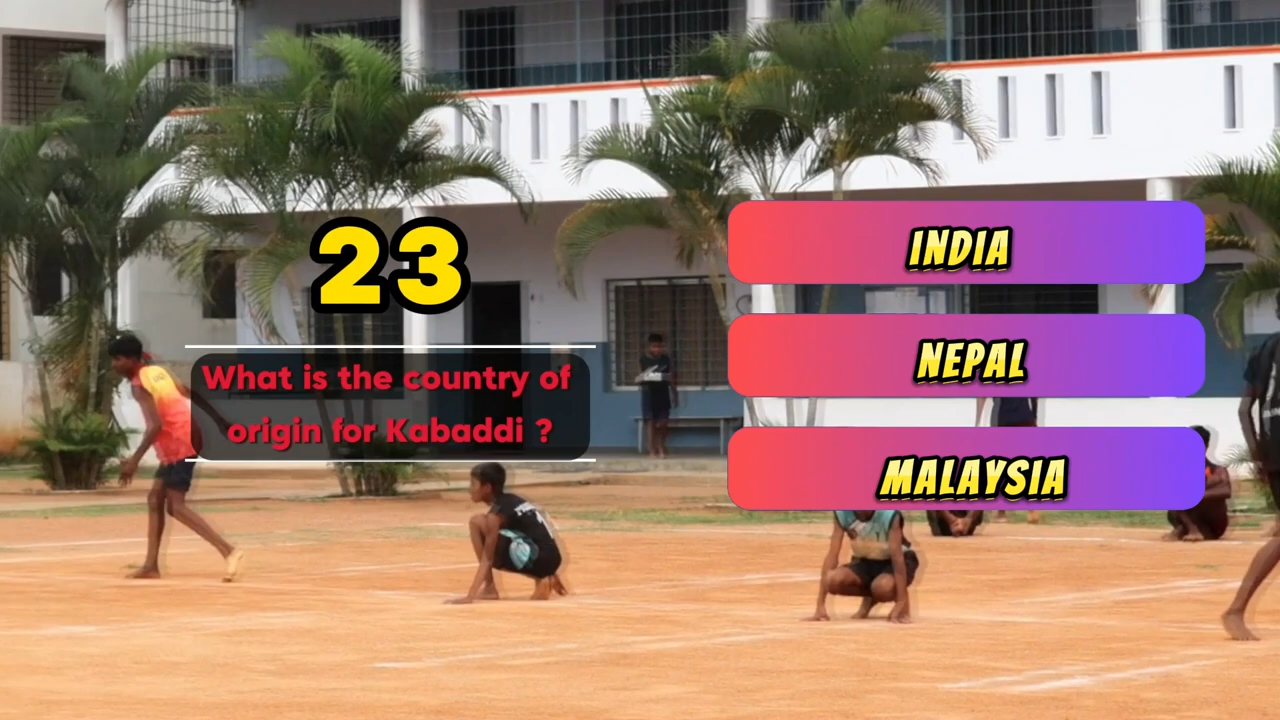 23
What is the country of
origin for Kabaddi ?
INDIA
NEPAL
MALAYSIA